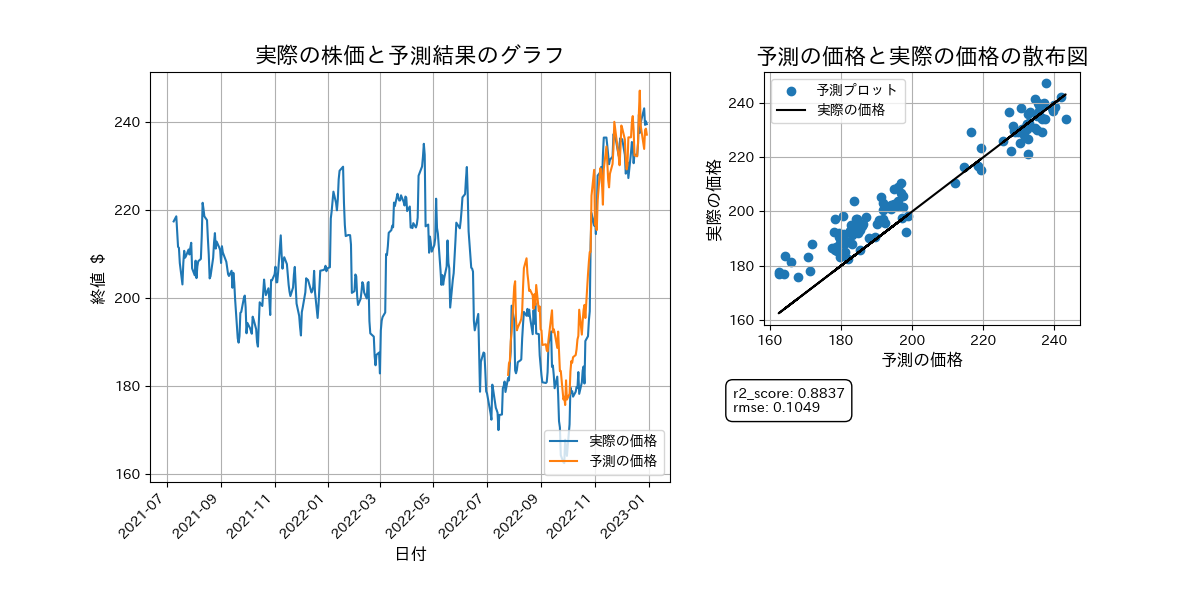 実際の株価と予測結果のグラフ
終値 $
240
220
200
180
160
2021-07
2021-09
2021-11
2022-01
2022-03
2022-05
2022-07
2022-09
2022-11
2023-01
日付
実際の価格
予測の価格
予測の価格と実際の価格の散布図
予測プロット
実際の価格
実際の価格
240
220
200
180
160
160
180
200
220
240
予測の価格
r2_score: 0.8837
rmse: 0.1049